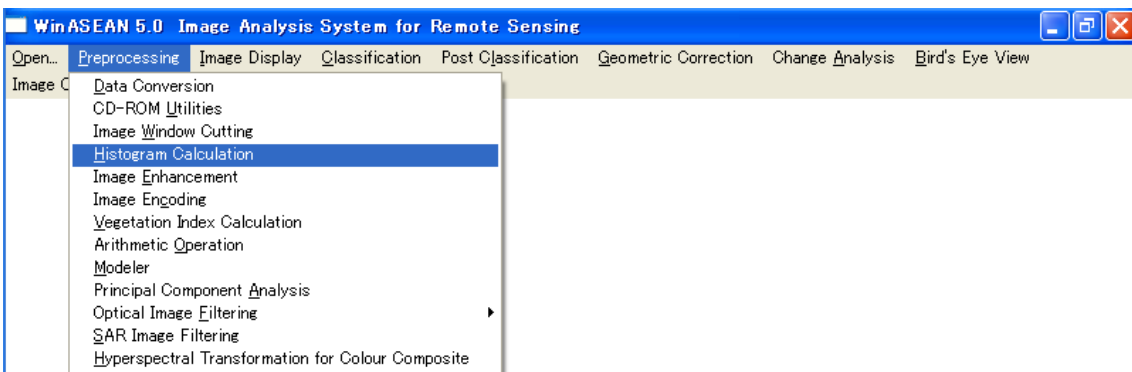 WinASEAN 5.0 Image Analysis System for Remote Sensing
Open... Preprocessing Image Display Classification Post Classification Geometric Correction Change Analysis Bird's Eye View
Image C
Data Conversion
CD-ROM Utilities
Image Window Cutting
Histogram Calculation
Image Enhancement
Image Encoding
Vegetation Index Calculation
Arithmetic Operation
Modeler
Principal Component Analysis
Optical Image Filtering
SAR Image Filtering
Hyperspectral Transformation for Colour Composite